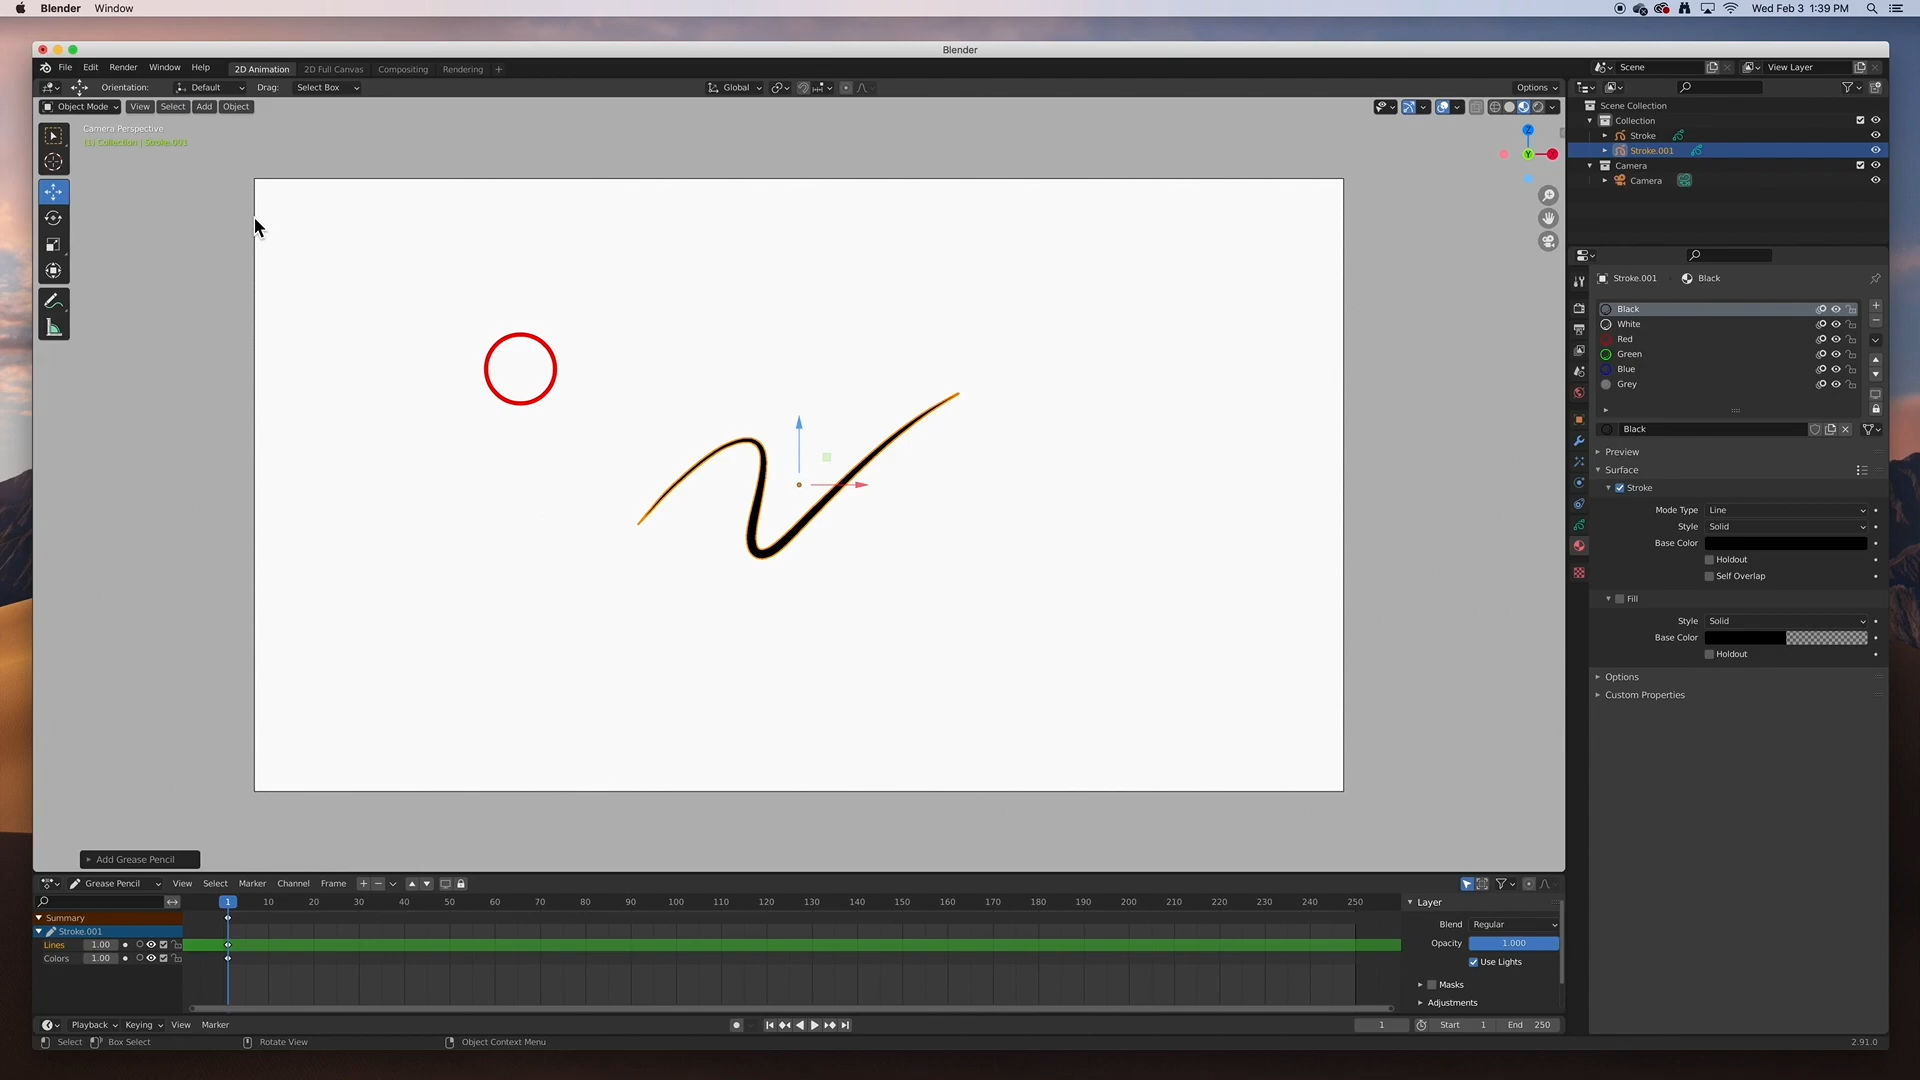 Blender Window Wed Feb 3 1:39 PM
Blender
File Edit Render Window Help 2D Animation 2D Full Canvas Compositing Rendering + Scene View Layer
Orientation: Default Drag: Select Box Global Options
Object Mode View Select Add Object
Camera Perspective
(1) Collection | Stroke.001
Z
Y
Scene Collection
Collection
Stroke
Stroke.001
Camera
Camera
Stroke.001 Black
Black
White
Red
Green
Blue
Grey
Black
Preview
Surface
Stroke
Mode Type Line
Style Solid
Base Color
Holdout
Self Overlap
Fill
Style Solid
Base Color
Holdout
Options
Custom Properties
Add Grease Pencil
Grease Pencil View Select Marker Channel Frame
1 10 20 30 40 50 60 70 80 90 100 110 120 130 140 150 160 170 180 190 200 210 220 230 240 250
Summary
Stroke.001
Lines 1.00
Colors 1.00
Layer
Blend Regular
Opacity 1.000
Use Lights
Masks
Adjustments
Playback Keying View Marker 1 Start 1 End 250
Select Box Select Rotate View Object Context Menu 2.91.0